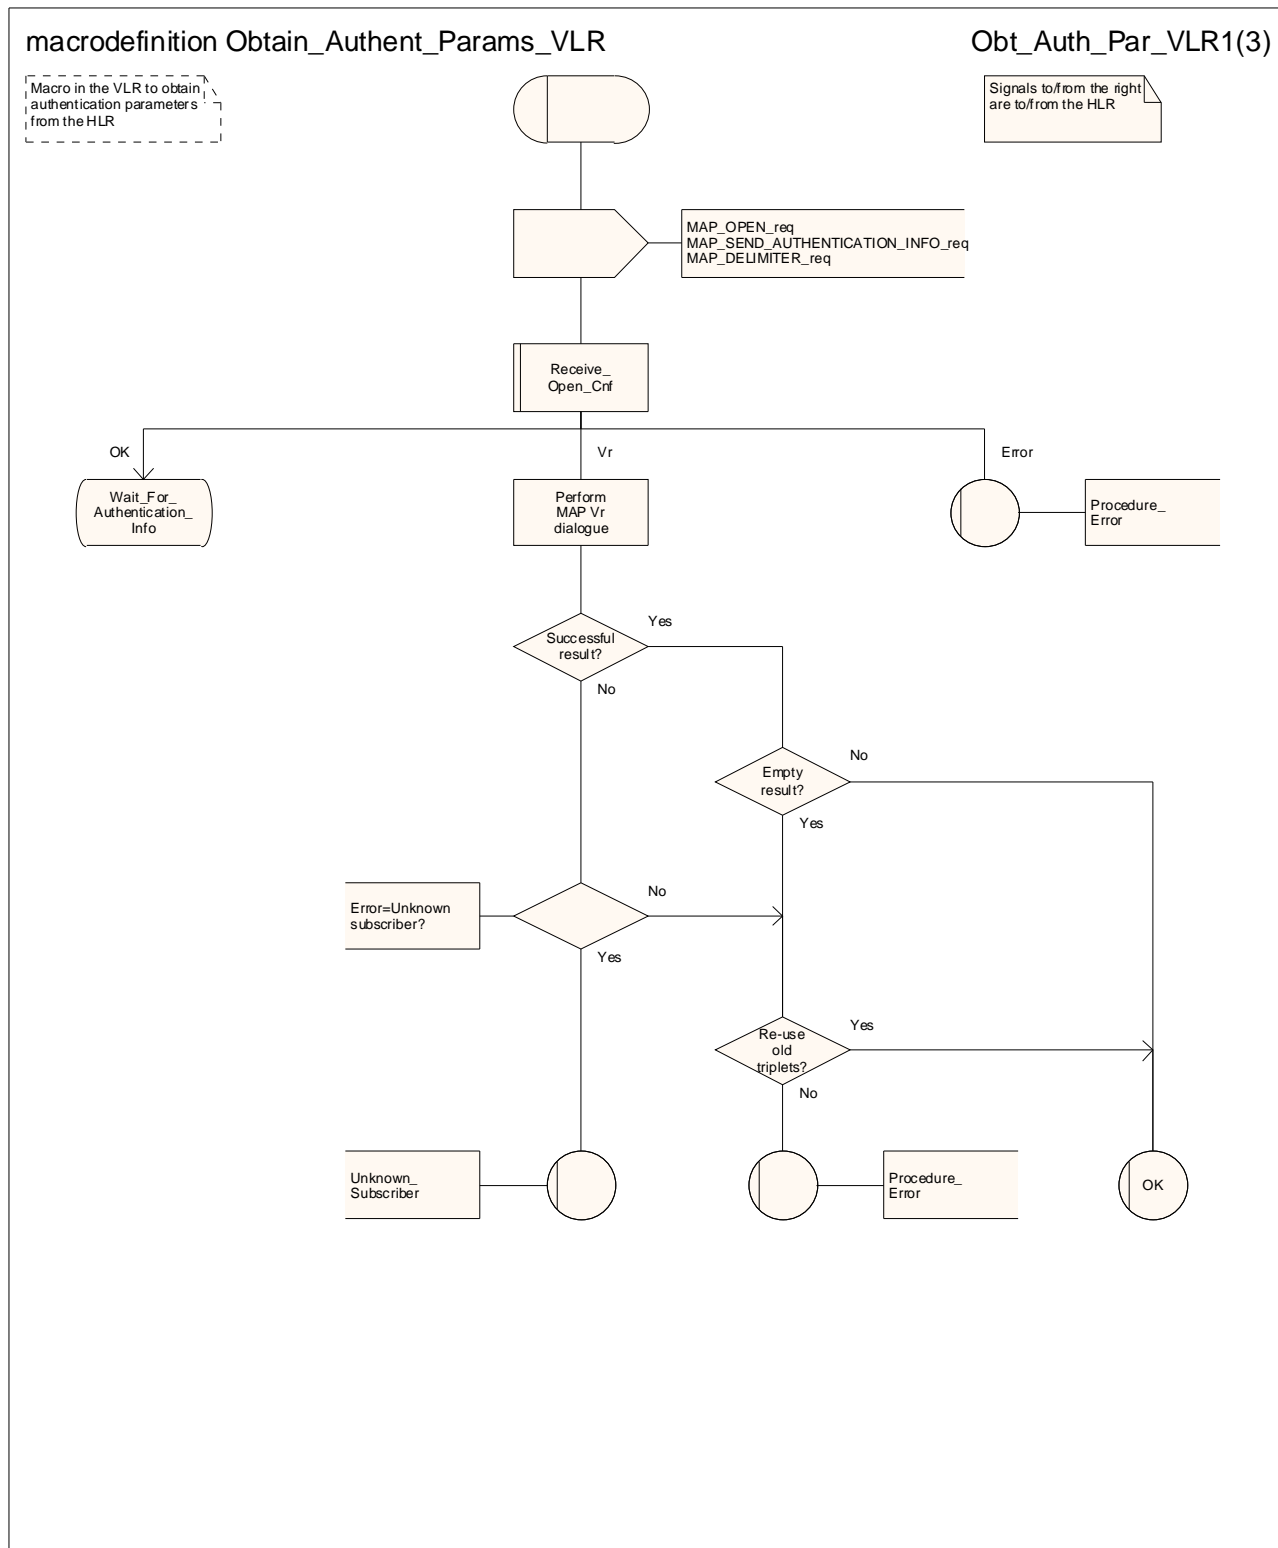 macrodefinition Obtain_Authent_Params_VLR
Obt_Auth_Par_VLR1(3)
Macro in the VLR to obtain
authentication parameters
from the HLR
Signals to/from the right
are to/from the HLR
MAP_OPEN_req
MAP_SEND_AUTHENTICATION_INFO_req
MAP_DELIMITER_req
Receive_
Open_Cnf
OK
Vr
Error
Wait_For_
Authentication_
Info
Perform
MAP Vr
dialogue
Procedure_
Error
Successful
result?
Yes
No
Empty
result?
No
Yes
Error=Unknown
subscriber?
No
Yes
Re-use
old
triplets?
Yes
No
Unknown_
Subscriber
Procedure_
Error
OK